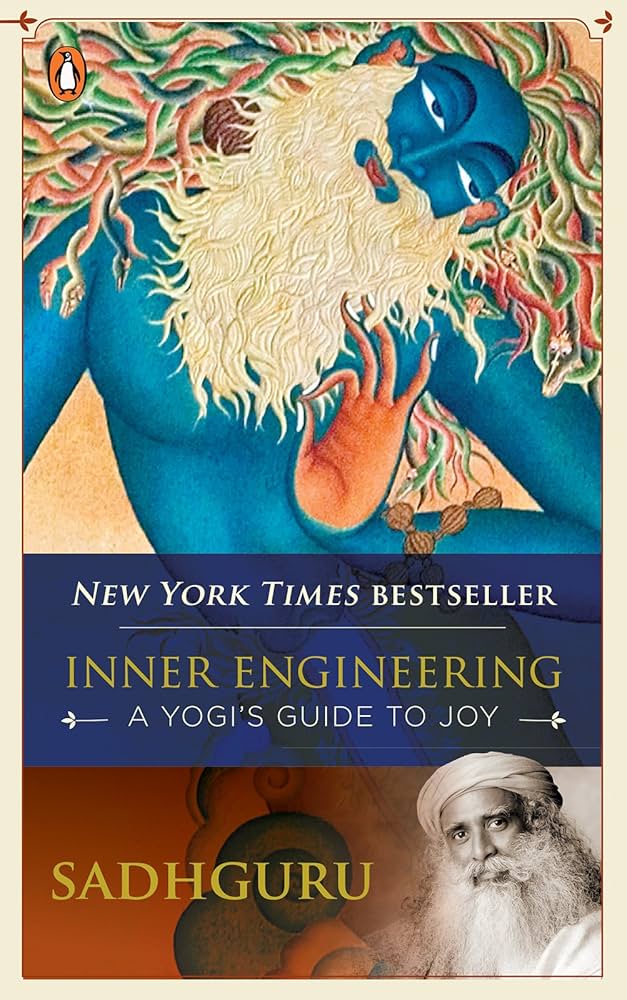 NEW YORK TIMES BESTSELLER
INNER ENGINEERING
A YOGI'S GUIDE TO JOY
SADHGURU